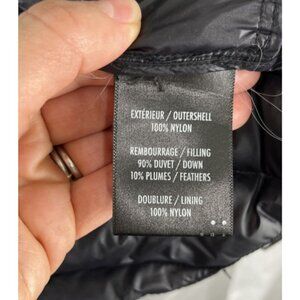 EXTÉRIEUR / OUTERSHELL
100% NYLON
REMBOURRAGE / FILLING
90% DUVET / DOWN
10% PLUMES / FEATHERS
DOUBLURE / LINING
100% NYLON